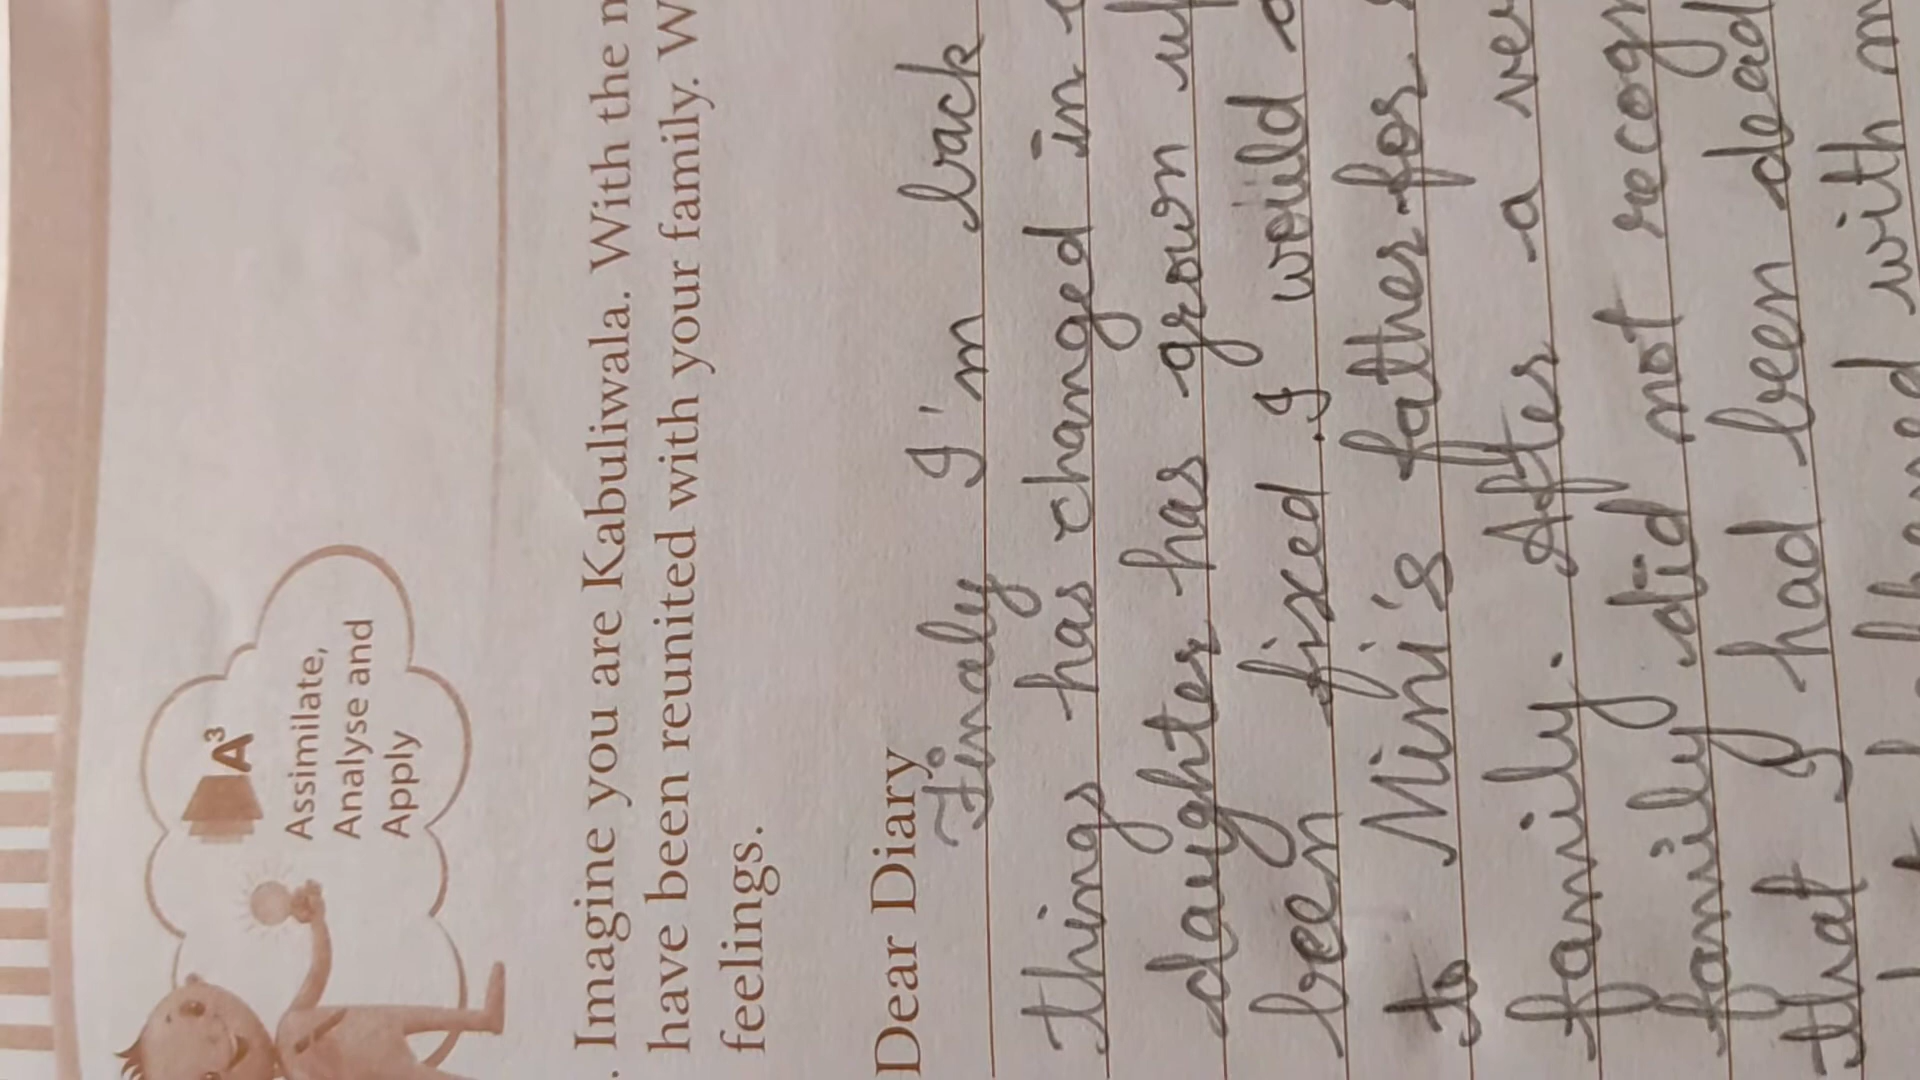 A³
Assimilate,
Analyse and
Apply
. Imagine you are Kabuliwala. With the
have been reunited with your family. W
feelings.
Dear Diary
Finaly I'm back
things has changed in
daughter has grown
been fixed. I would
to Mini's father for
family. After a
family did not
that I had been dead
with